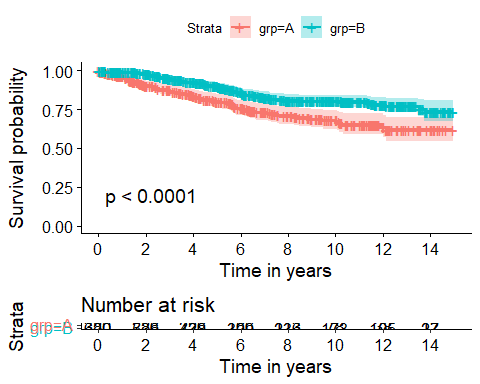 Strata grp=A grp=B
Survival probability
1.00
0.75
0.50
0.25
0.00
p < 0.0001
0 2 4 6 8 10 12 14
Time in years
Number at risk
Strata
grp=A
grp=B
0 2 4 6 8 10 12 14
Time in years